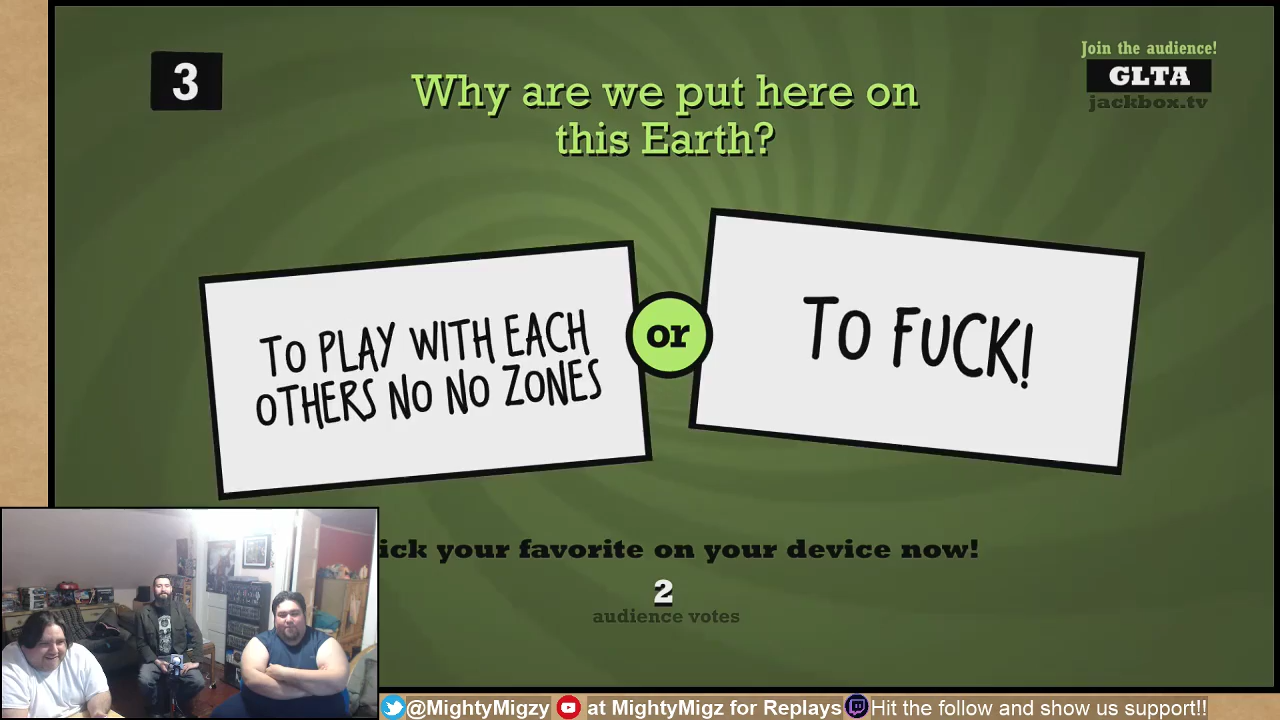 3
Why are we put here on
this Earth?
Join the audience!
GLTA
jackbox.tv
TO PLAY WITH EACH
OTHERS NO NO ZONES
or
TO FUCK!
ick your favorite on your device now!
2
audience votes
@MightyMigzy
at MightyMigz for Replays
Hit the follow and show us support!!